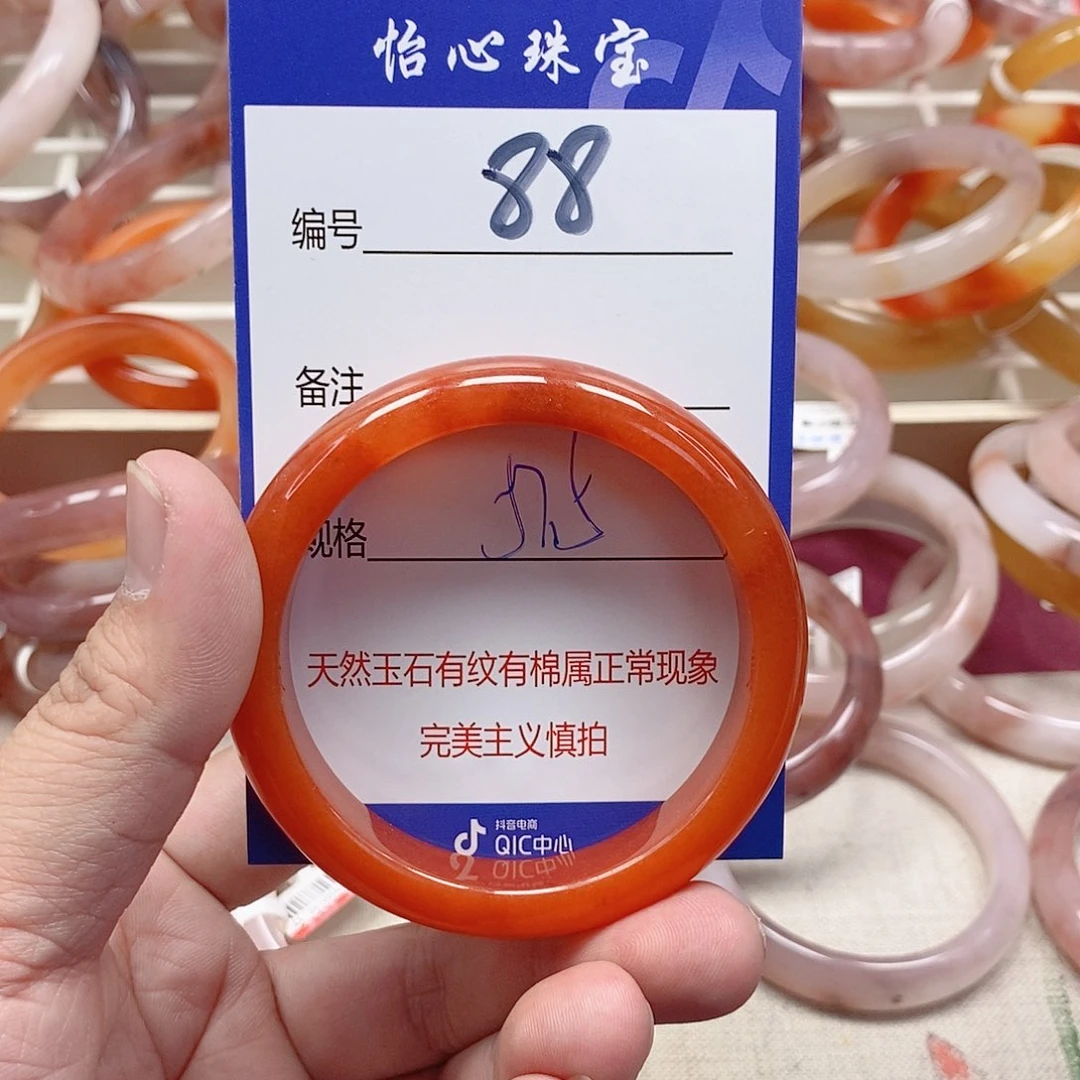 怡心珠宝
编号 88
备注
规格
天然玉石有纹有棉属正常现象
完美主义慎拍
抖音电商
QIC中心